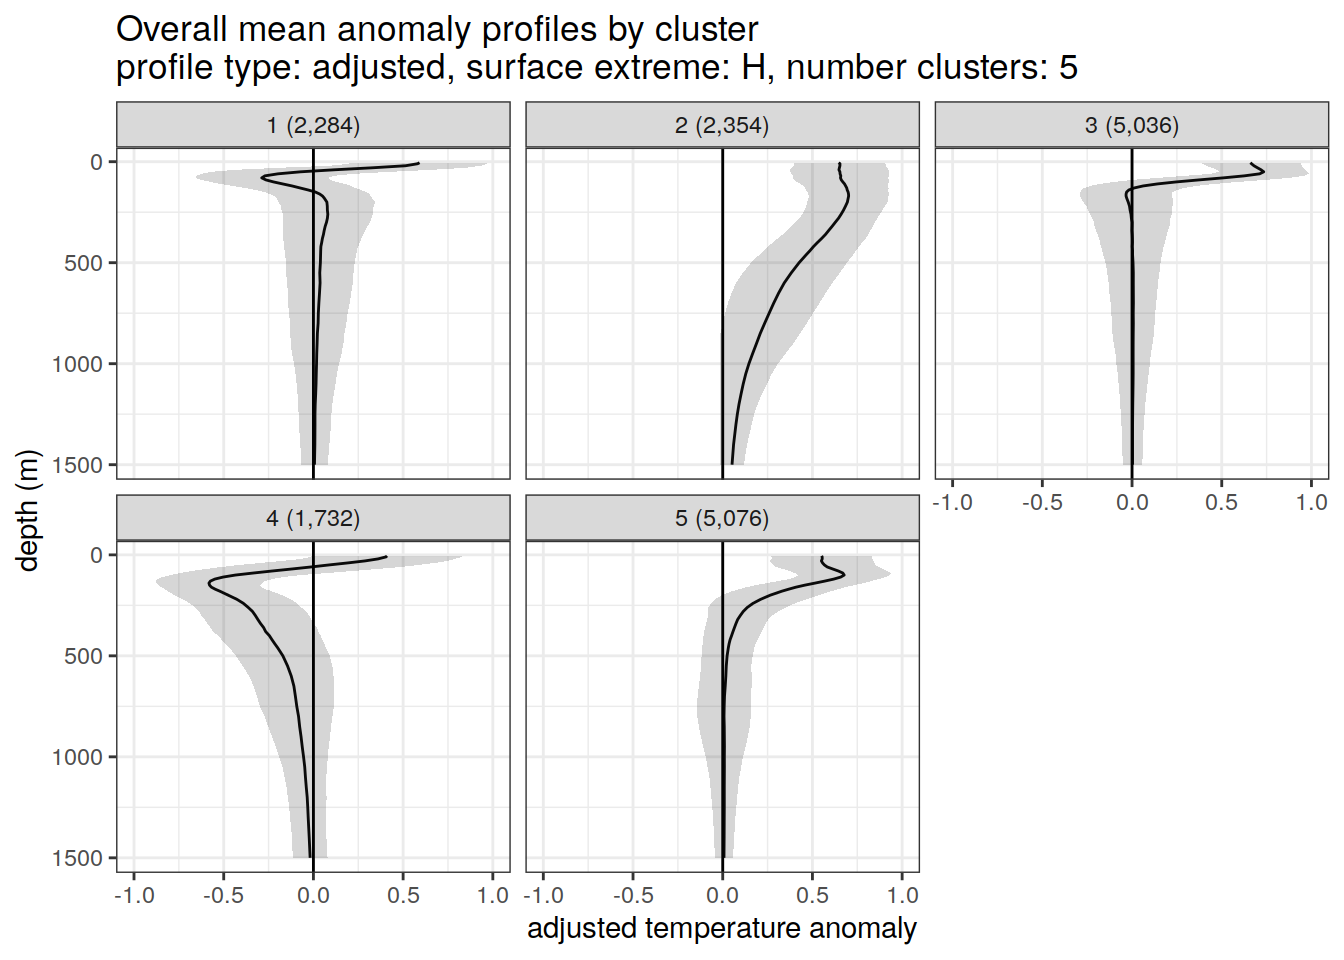 Overall mean anomaly profiles by cluster
profile type: adjusted, surface extreme: H, number clusters: 5
1 (2,284)
2 (2,354)
3 (5,036)
0
500
1000
1500
-1.0 -0.5 0.0 0.5 1.0
4 (1,732)
5 (5,076)
0
500
1000
1500
-1.0 -0.5 0.0 0.5 1.0
-1.0 -0.5 0.0 0.5 1.0
depth (m)
adjusted temperature anomaly